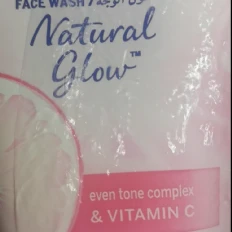 FACE WASH /
Natural
Glow™
even tone complex
& VITAMIN C